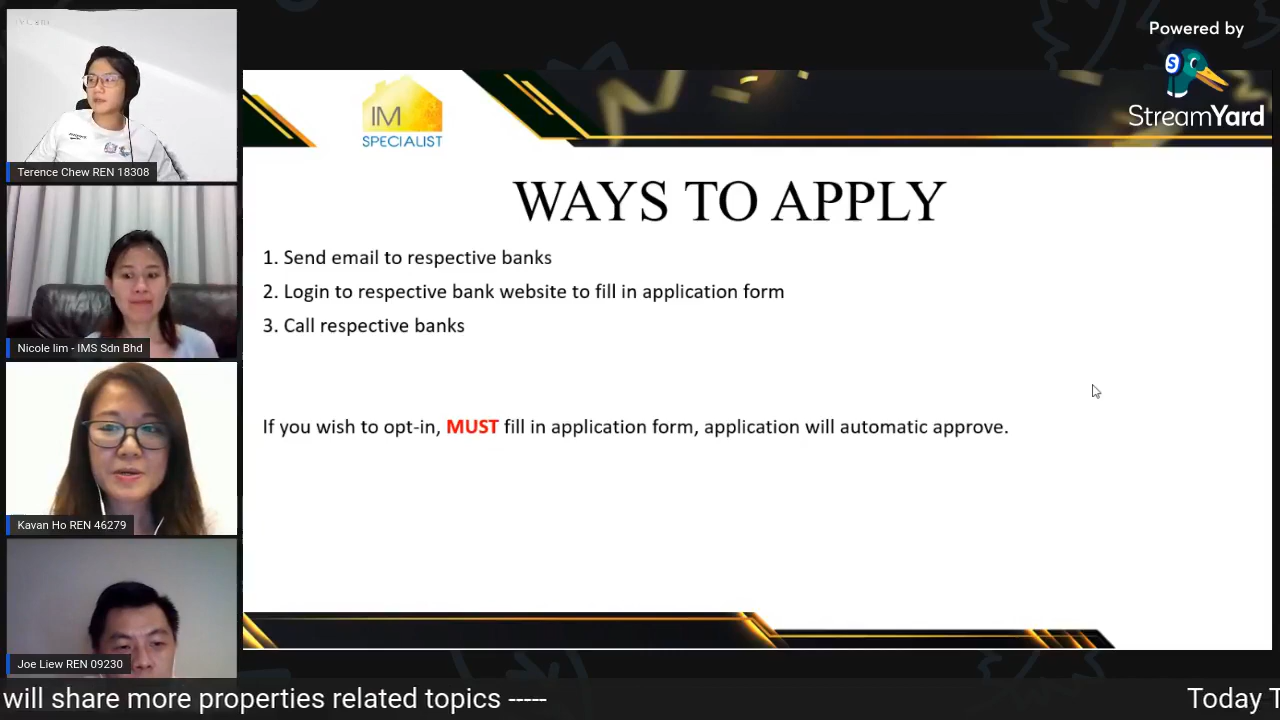 Powered by
StreamYard
IM
SPECIALIST
WAYS TO APPLY
1. Send email to respective banks
2. Login to respective bank website to fill in application form
3. Call respective banks
If you wish to opt-in, MUST fill in application form, application will automatic approve.
Terence Chew REN 18308
Nicole lim - IMS Sdn Bhd
Kavan Ho REN 46279
Joe Liew REN 09230
will share more properties related topics -----
Today T